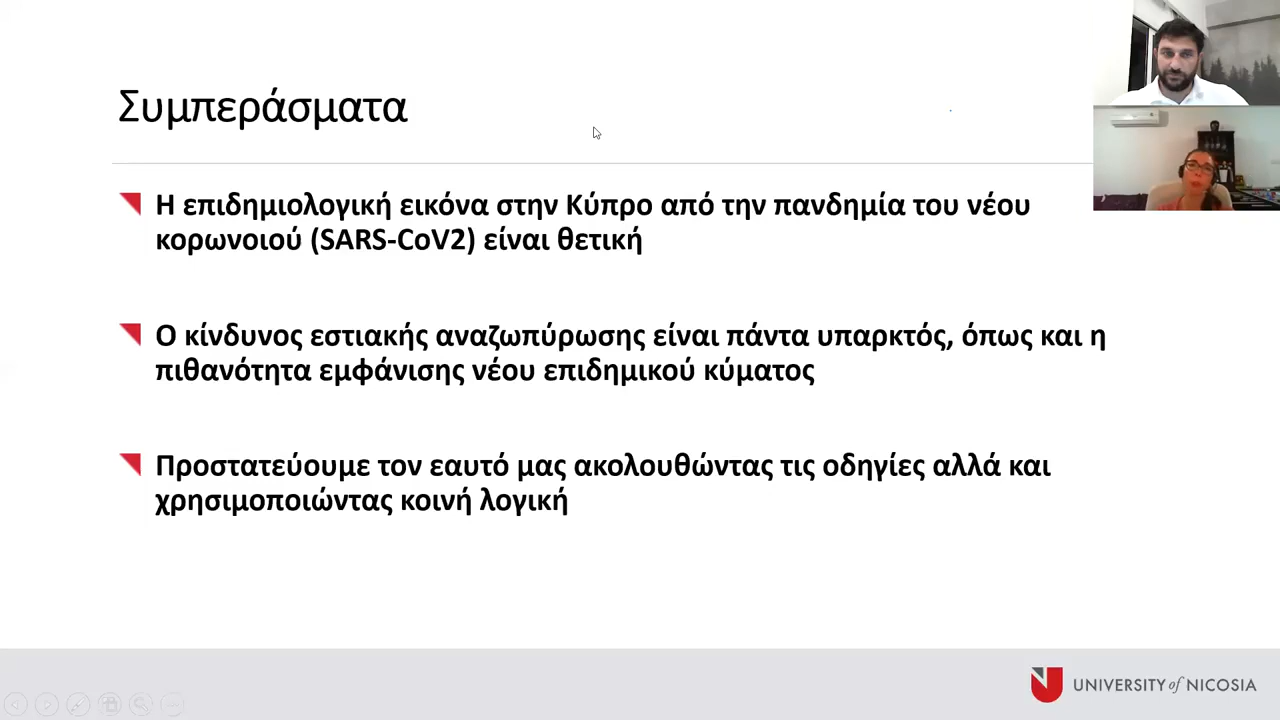 Συμπεράσματα
Η επιδημιολογική εικόνα στην Κύπρο από την πανδημία του νέου
κορωνοιού (SARS-CoV2) είναι θετική
Ο κίνδυνος εστιακής αναζωπύρωσης είναι πάντα υπαρκτός, όπως και η
πιθανότητα εμφάνισης νέου επιδημικού κύματος
Προστατεύουμε τον εαυτό μας ακολουθώντας τις οδηγίες αλλά και
χρησιμοποιώντας κοινή λογική
UNIVERSITY of NICOSIA